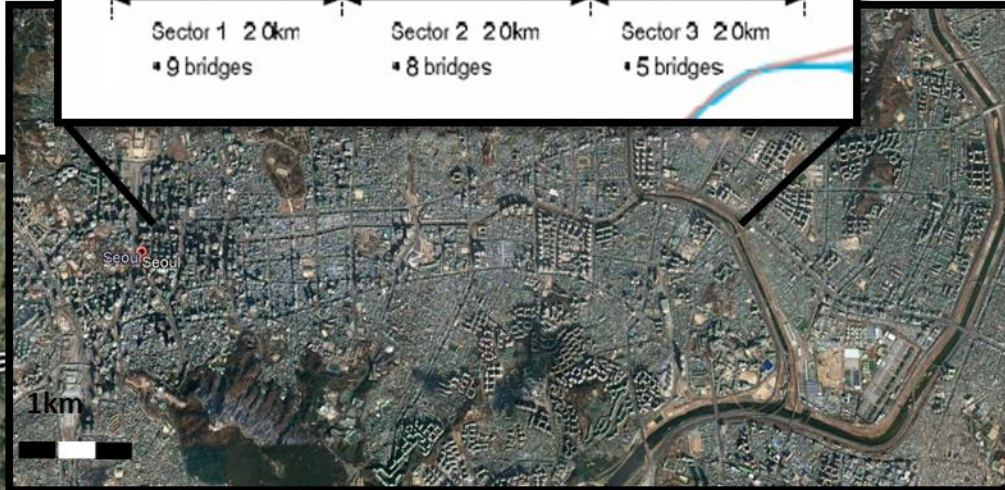 Sector 1 2 0km
Sector 2 2 0km
Sector 3 2 0km
▪ 9 bridges
▪ 8 bridges
▪ 5 bridges
Seoul Seoul
1km